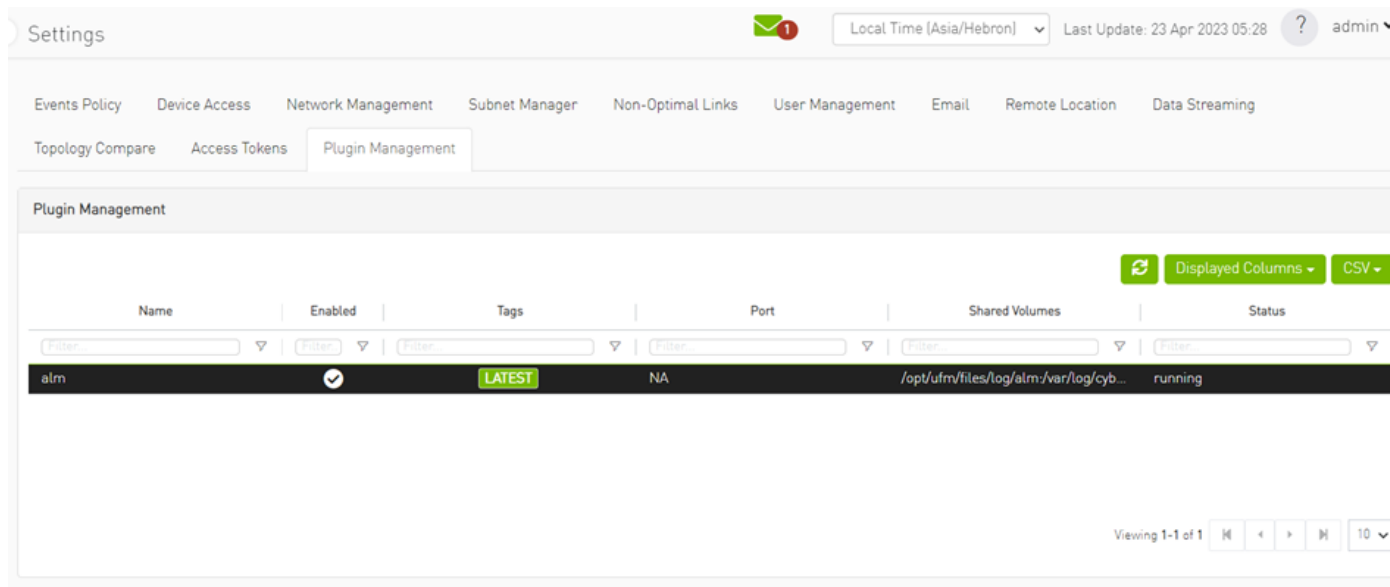 Settings
1
Local Time (Asia/Hebron)
Last Update: 23 Apr 2023 05:28
?
admin
Events Policy
Device Access
Network Management
Subnet Manager
Non-Optimal Links
User Management
Email
Remote Location
Data Streaming
Topology Compare
Access Tokens
Plugin Management
Plugin Management
Displayed Columns
CSV
Name
Enabled
Tags
Port
Shared Volumes
Status
Filter...
Filter...
Filter...
Filter...
Filter...
Filter...
alm
LATEST
NA
/opt/ufm/files/log/alm:/var/log/cyb...
running
Viewing 1-1 of 1
10